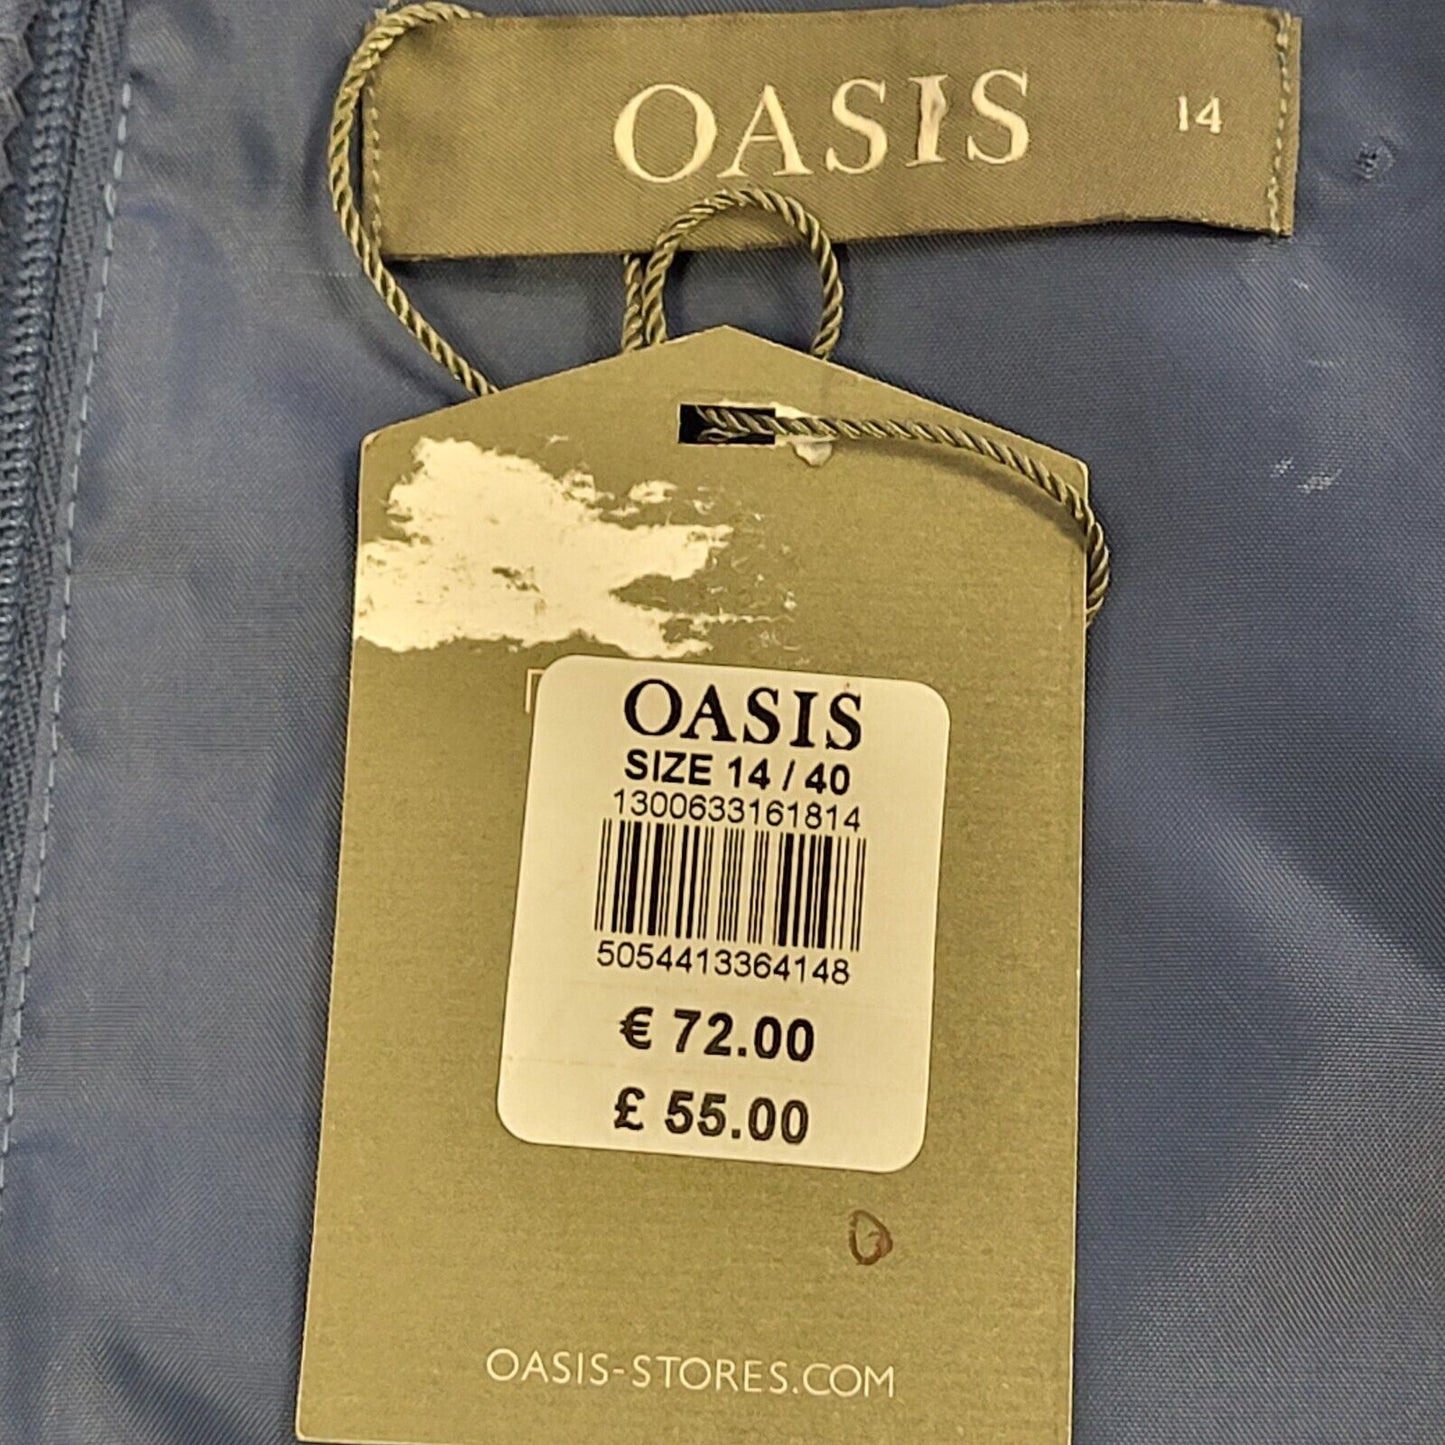 OASIS 14
OASIS
SIZE 14 / 40
1300633161814
5054413364148
€ 72.00
£ 55.00
OASIS-STORES.COM